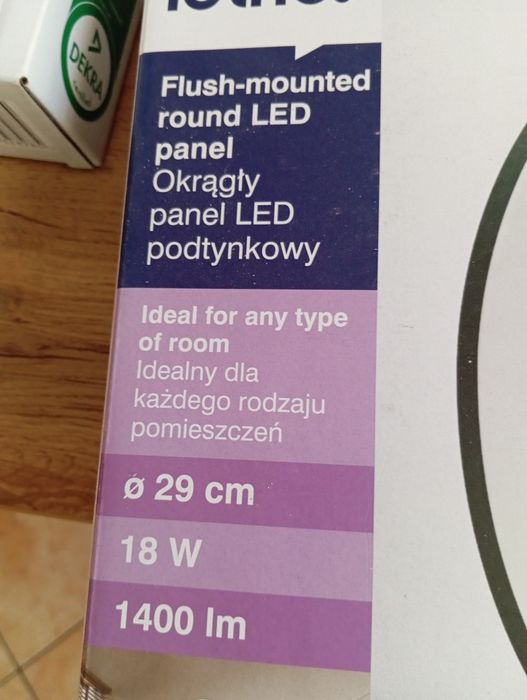 DEKRA
Flush-mounted
round LED
panel
Okrągły
panel LED
podtynkowy
Ideal for any type
of room
Idealny dla
każdego rodzaju
pomieszczeń
ø 29 cm
18 W
1400 lm